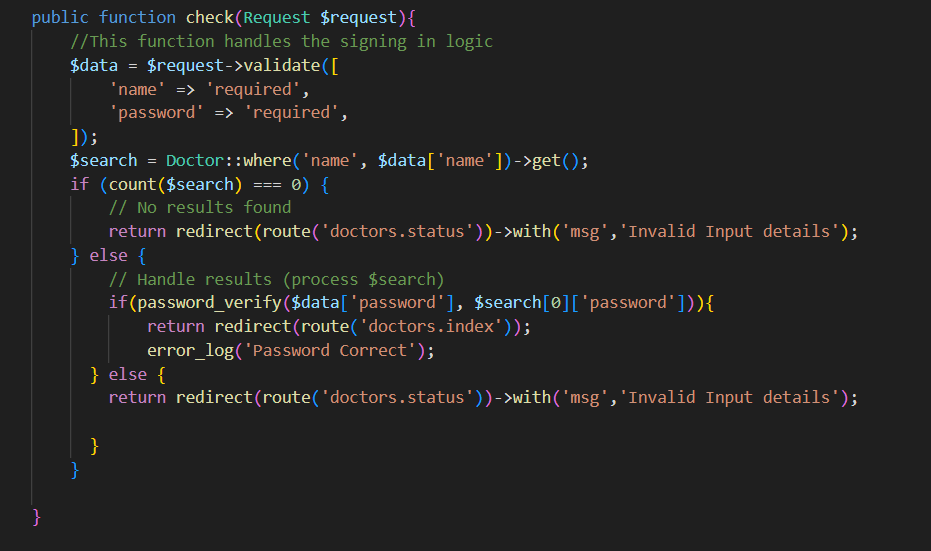 public function check(Request $request){
//This function handles the signing in logic
$data = $request->validate([
'name' => 'required',
'password' => 'required',
]);
$search = Doctor::where('name', $data['name'])->get();
if (count($search) === 0) {
// No results found
return redirect(route('doctors.status'))->with('msg','Invalid Input details');
} else {
// Handle results (process $search)
if(password_verify($data['password'], $search[0]['password'])){
return redirect(route('doctors.index'));
error_log('Password Correct');
} else {
return redirect(route('doctors.status'))->with('msg','Invalid Input details');
}
}
}